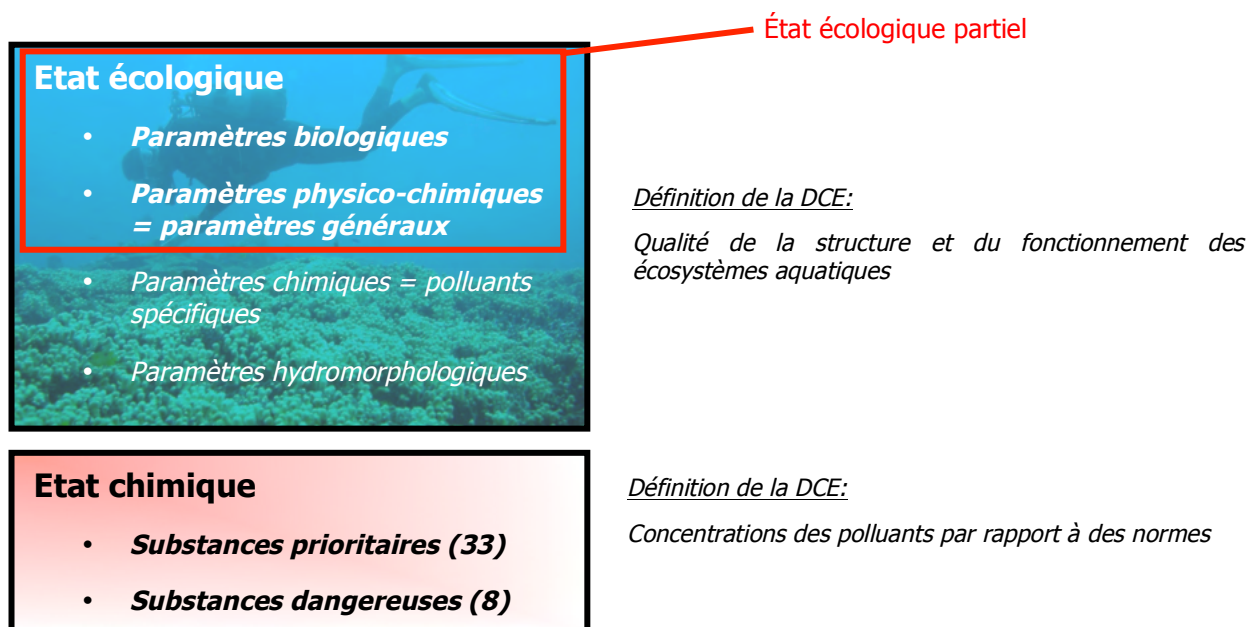 État écologique partiel
Etat écologique
• Paramètres biologiques
• Paramètres physico-chimiques
= paramètres généraux
• Paramètres chimiques = polluants
spécifiques
• Paramètres hydromorphologiques
Définition de la DCE:
Qualité de la structure et du fonctionnement des
écosystèmes aquatiques
Etat chimique
• Substances prioritaires (33)
• Substances dangereuses (8)
Définition de la DCE:
Concentrations des polluants par rapport à des normes